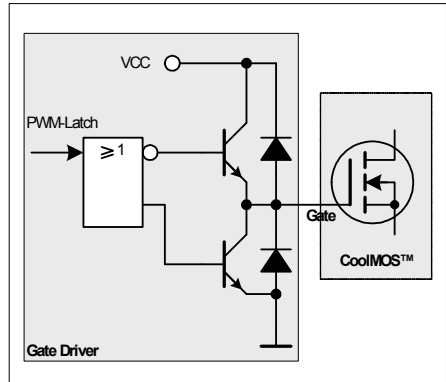 VCC
PWM-Latch
≥1
Gate
CoolMOS™
Gate Driver